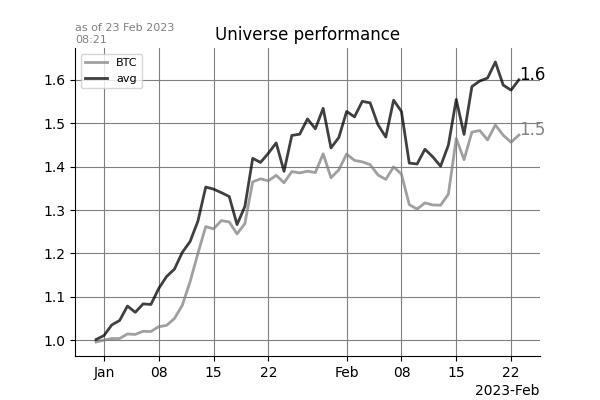 as of 23 Feb 2023
08:21
Universe performance
BTC
avg
1.6
1.5
1.6
1.5
1.4
1.3
1.2
1.1
1.0
Jan 08 15 22 Feb 08 15 22
2023-Feb